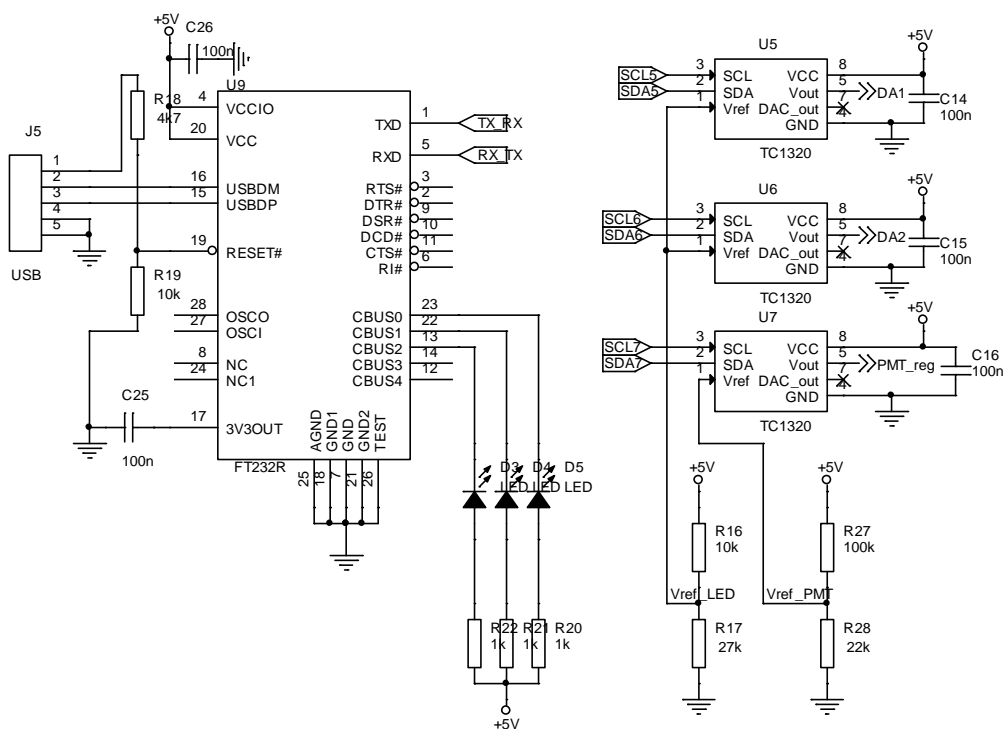 +5V
C26
100n
U9
R18
4k7
4
VCCIO
20
VCC
J5
1
2
3
4
5
USB
16
USBDM
15
USBDP
19
RESET#
R19
10k
28
OSCO
27
OSCI
8
NC
24
NC1
C25
100n
17
3V3OUT
FT232R
AGND
GND1
GND
GND2
TEST
25
18
7
21
26
TXD
1
TX_RX
RXD
5
RX_TX
RTS#
3
DTR#
2
DSR#
9
DCD#
10
CTS#
11
RI#
6
CBUS0
23
CBUS1
22
CBUS2
13
CBUS3
14
CBUS4
12
D3
LED
D4
LED
D5
LED
R22
1k
R21
1k
R20
1k
+5V
U5
SCL5
3
SCL
SDA5
2
SDA
1
Vref
VCC
8
Vout
5
DA1
DAC_out
7
GND
4
TC1320
+5V
C14
100n
U6
SCL6
3
SCL
SDA6
2
SDA
1
Vref
VCC
8
Vout
5
DA2
DAC_out
7
GND
4
TC1320
+5V
C15
100n
U7
SCL7
3
SCL
SDA7
2
SDA
1
Vref
VCC
8
Vout
5
PMT_reg
DAC_out
7
GND
4
TC1320
+5V
C16
100n
+5V
R16
10k
Vref_LED
R17
27k
+5V
R27
100k
Vref_PMT
R28
22k